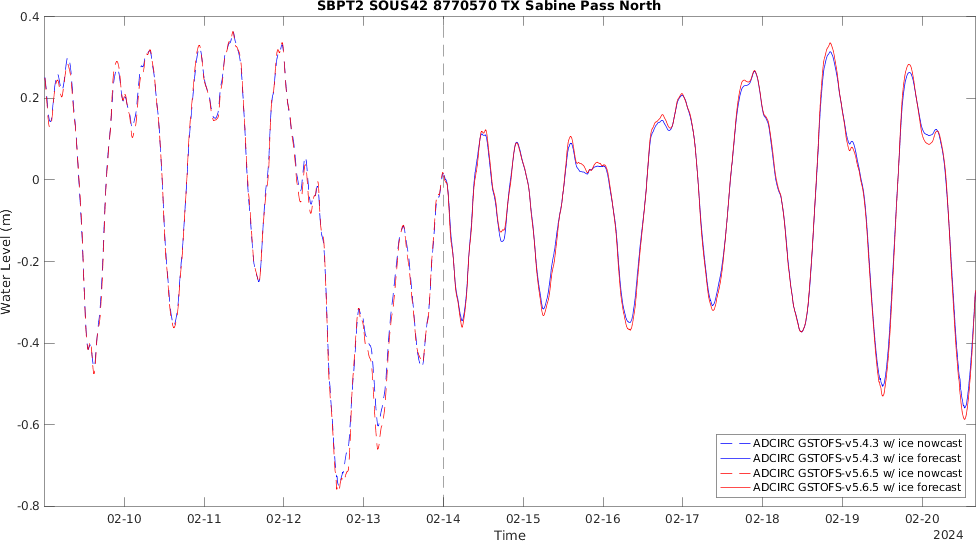 SBPT2 SOUS42 8770570 TX Sabine Pass North
0.4
0.2
0
-0.2
-0.4
-0.6
-0.8
Water Level (m)
02-10
02-11
02-12
02-13
02-14
02-15
02-16
02-17
02-18
02-19
02-20
Time
2024
ADCIRC GSTOFS-v5.4.3 w/ ice nowcast
ADCIRC GSTOFS-v5.4.3 w/ ice forecast
ADCIRC GSTOFS-v5.6.5 w/ ice nowcast
ADCIRC GSTOFS-v5.6.5 w/ ice forecast